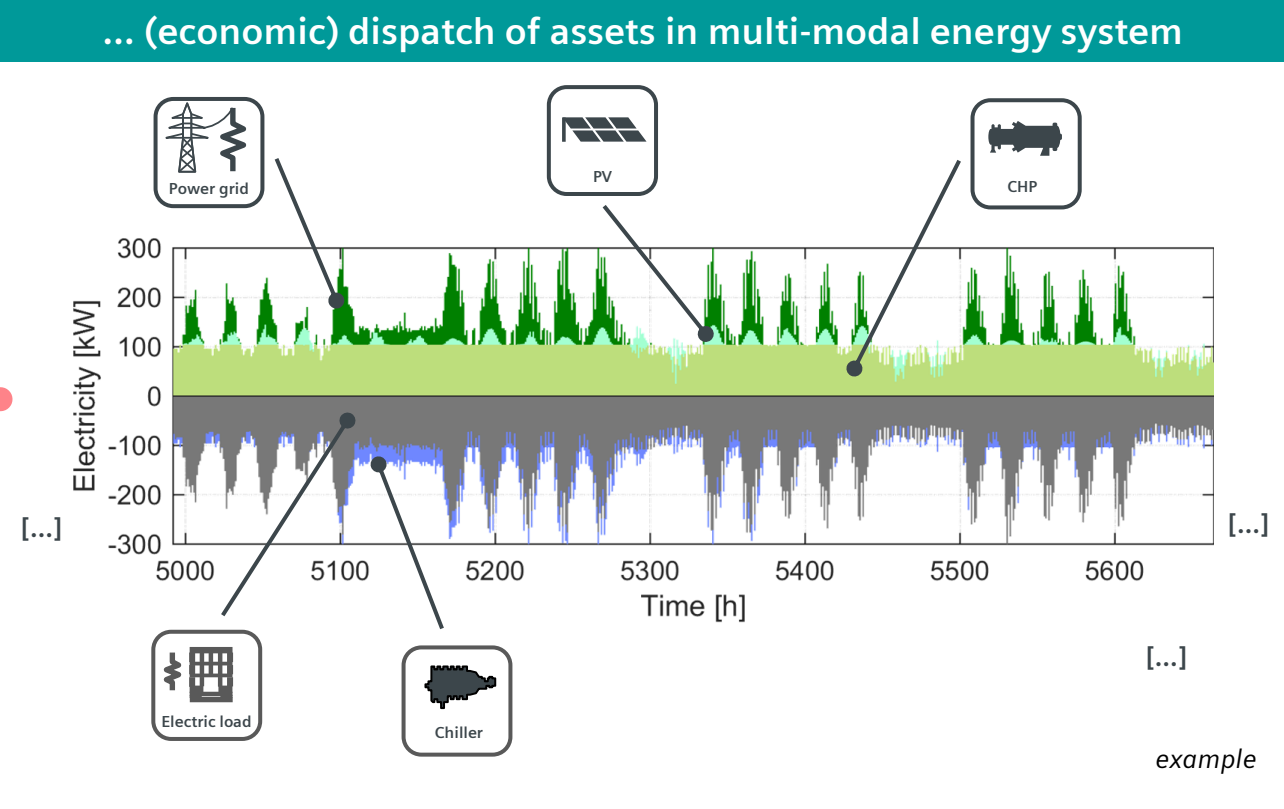 ... (economic) dispatch of assets in multi-modal energy system
Power grid
PV
CHP
300
200
100
0
-100
-200
-300
Electricity [kW]
5000 5100 5200 5300 5400 5500 5600
Time [h]
[...]
[...]
[...]
Electric load
Chiller
example